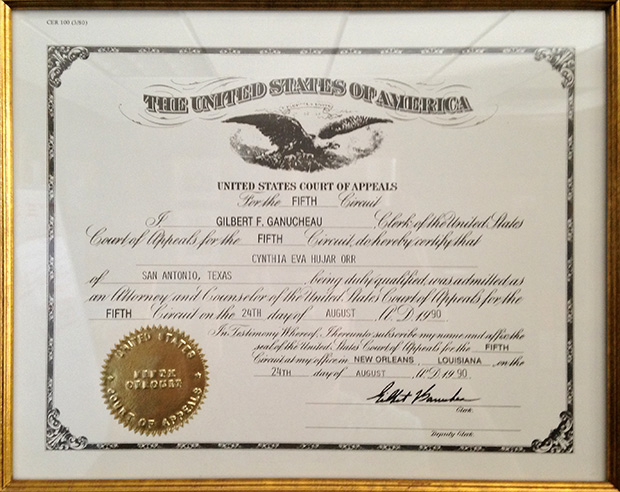 CER 100 (3/80)
THE UNITED STATES OF AMERICA
UNITED STATES COURT OF APPEALS
For the FIFTH Circuit
I, GILBERT F. GANUCHEAU Clerk of the United States
Court of Appeals for the FIFTH Circuit, do hereby certify that
CYNTHIA EVA HUJAR ORR
of SAN ANTONIO, TEXAS , being duly qualified, was admitted as
an Attorney and Counselor of the United States Court of Appeals for the
FIFTH Circuit on the 24TH day of AUGUST A.D. 1990.
In Testimony Whereof, I hereunto subscribe my name and affix the
seal of the United States Court of Appeals for the FIFTH
Circuit at my office in NEW ORLEANS, LOUISIANA , on the
24TH day of AUGUST A.D. 1990.
Gilbert F. Ganucheau
Clerk.
Deputy Clerk.
UNITED STATES
FIFTH
CIRCUIT
COURT OF APPEALS